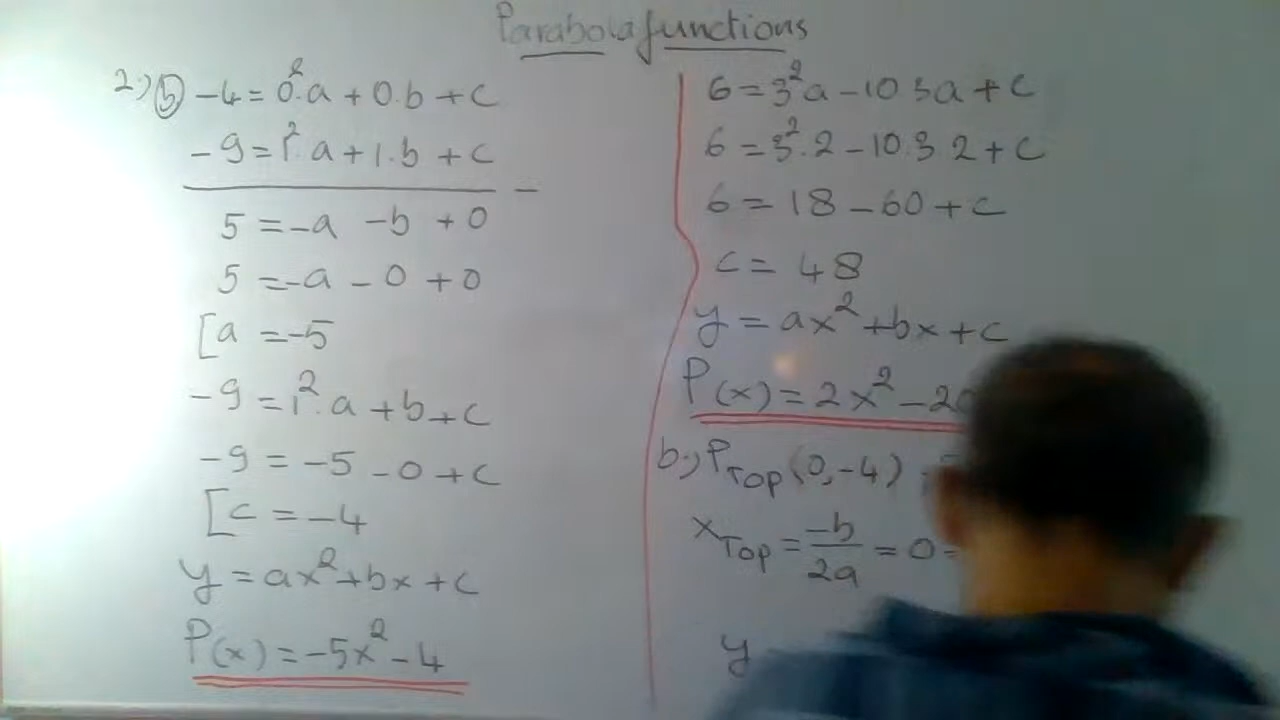 Parabola functions
2) ⓑ -4 = 0².a + 0.b + c
-9 = 1².a + 1.b + c
5 = -a - b + 0
5 = -a - 0 + 0
[a = -5
-9 = 1².a + b + c
-9 = -5 - 0 + c
[c = -4
y = ax² + bx + c
P(x) = -5x² - 4
6 = 3²a - 10 3a + c
6 = 3².2 - 10.3 2 + c
6 = 18 - 60 + c
c = 48
y = ax² + bx + c
P(x) = 2x² - 20
b) P_Top (0, -4)
x_Top = -b/2a = 0
y